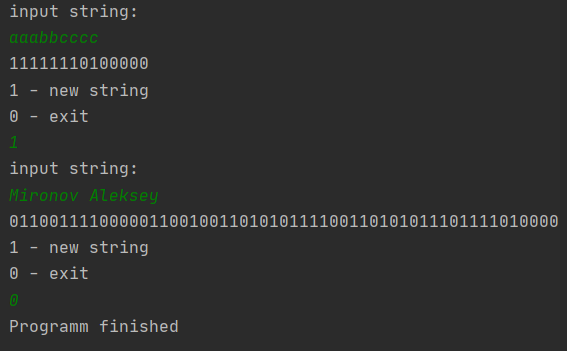 input string:
aaabbcccc
11111110100000
1 - new string
0 - exit
1
input string:
Mironov Aleksey
0110011110000011001001101010111100110101011101111010000
1 - new string
0 - exit
0
Programm finished